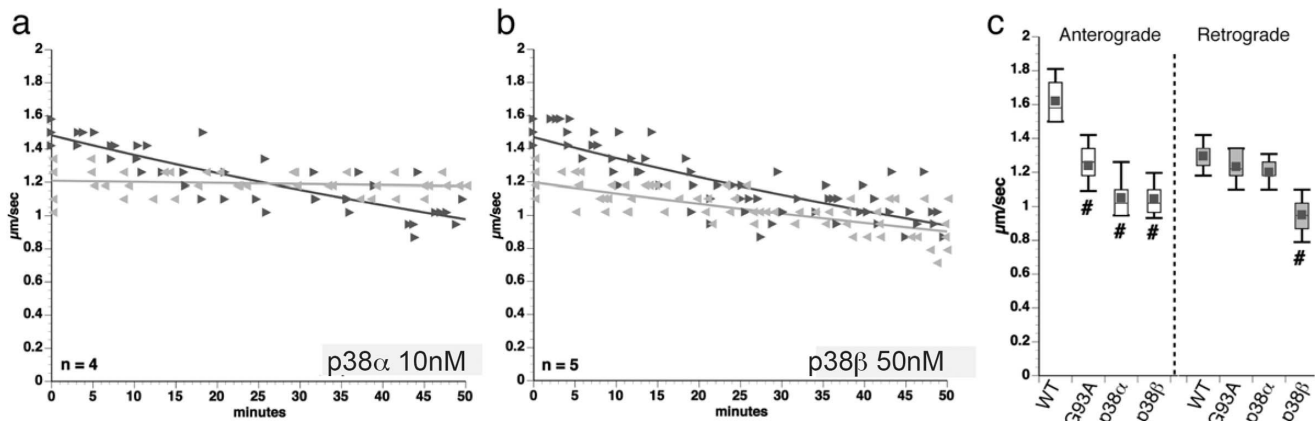 a
2
1.8
1.6
1.4
1.2
1
0.8
0.6
0.4
0.2
0
µm/sec
n = 4
p38α 10nM
0 5 10 15 20 25 30 35 40 45 50
minutes
b
2
1.8
1.6
1.4
1.2
1
0.8
0.6
0.4
0.2
0
µm/sec
n = 5
p38β 50nM
0 5 10 15 20 25 30 35 40 45 50
minutes
c
Anterograde Retrograde
2
1.8
1.6
1.4
1.2
1
0.8
0.6
0.4
0.2
0
µm/sec
# # # #
WT G93A p38α p38β WT G93A p38α p38β